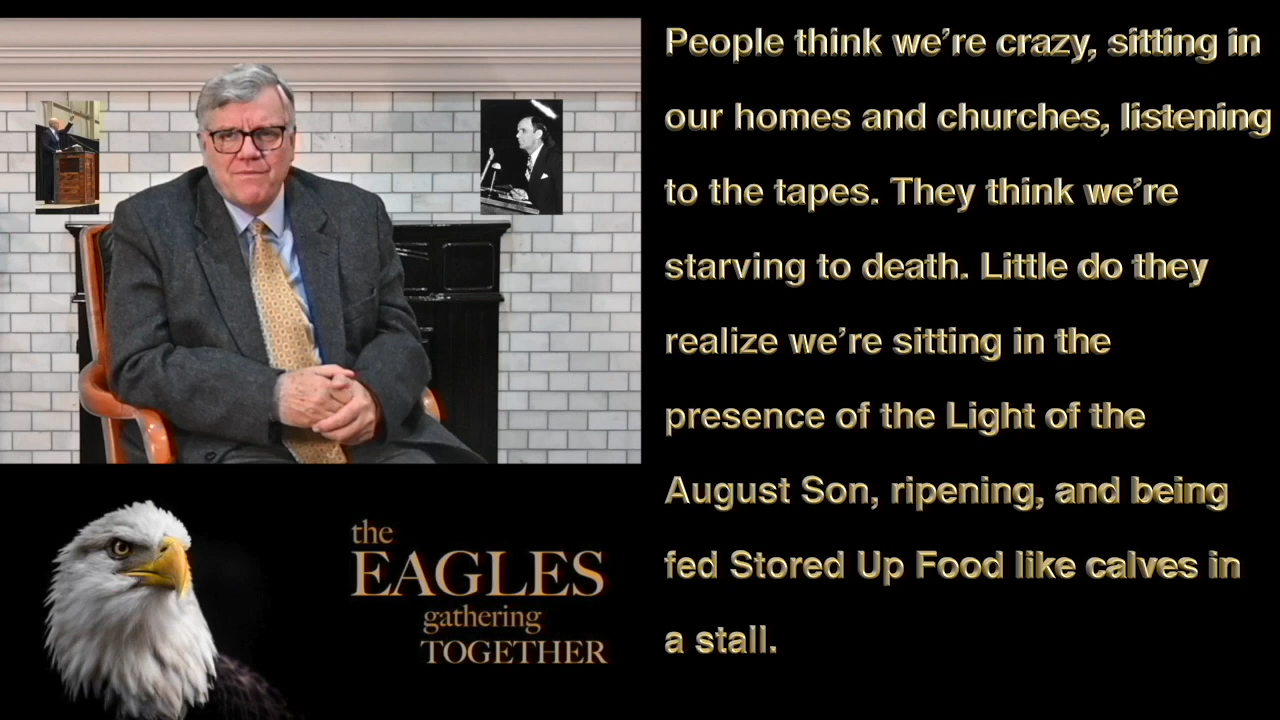 People think we're crazy, sitting in
our homes and churches, listening
to the tapes. They think we're
starving to death. Little do they
realize we're sitting in the
presence of the Light of the
August Son, ripening, and being
fed Stored Up Food like calves in
a stall.
the
EAGLES
gathering
TOGETHER